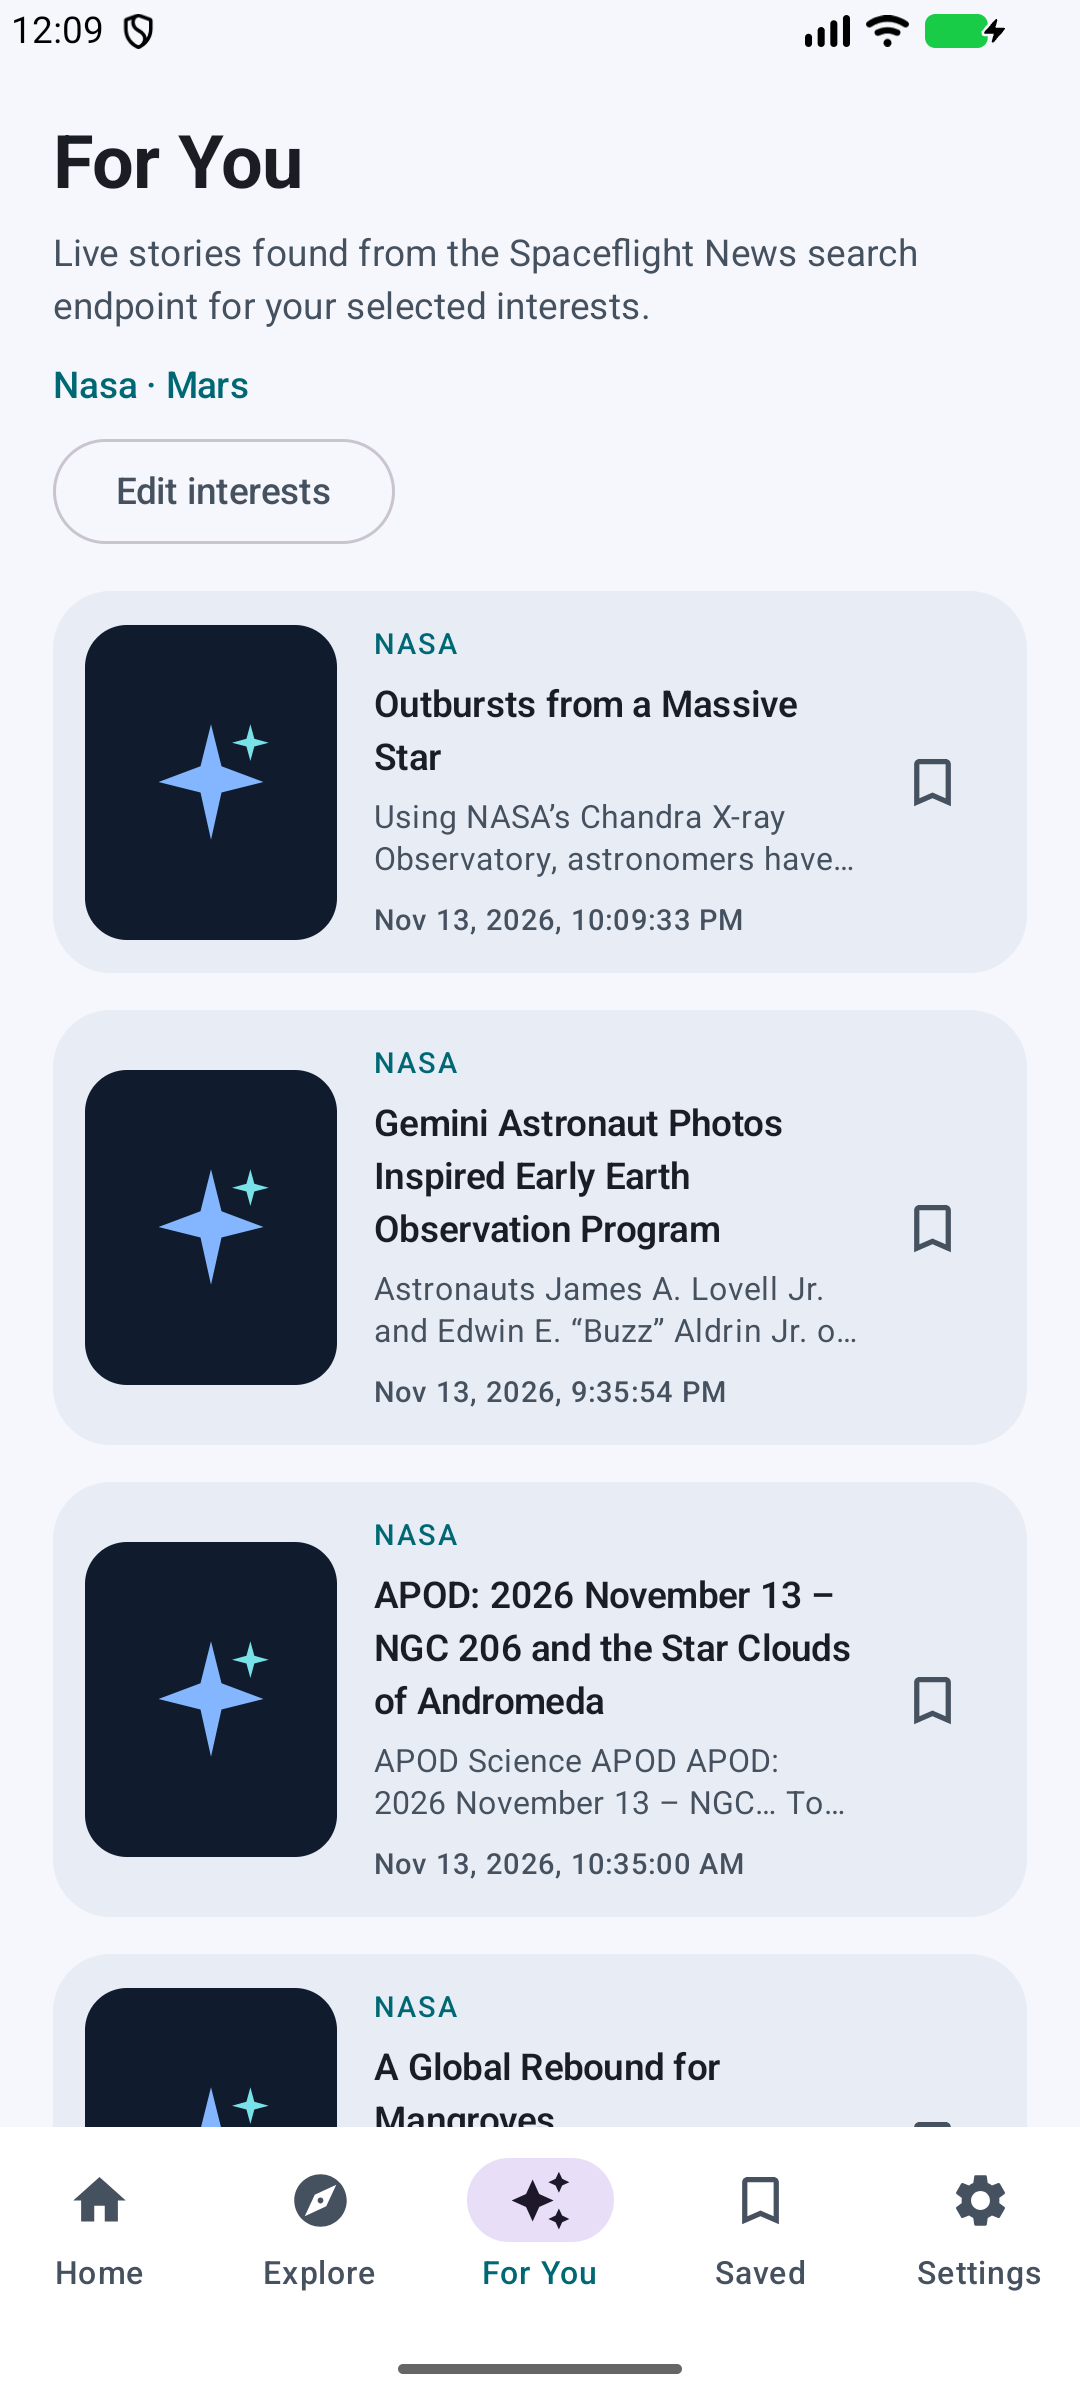 12:09
For You
Live stories found from the Spaceflight News search
endpoint for your selected interests.
Nasa · Mars
Edit interests
NASA
Outbursts from a Massive
Star
Using NASA’s Chandra X-ray
Observatory, astronomers have…
Nov 13, 2026, 10:09:33 PM
NASA
Gemini Astronaut Photos
Inspired Early Earth
Observation Program
Astronauts James A. Lovell Jr.
and Edwin E. “Buzz” Aldrin Jr. o…
Nov 13, 2026, 9:35:54 PM
NASA
APOD: 2026 November 13 –
NGC 206 and the Star Clouds
of Andromeda
APOD Science APOD APOD:
2026 November 13 – NGC… To…
Nov 13, 2026, 10:35:00 AM
NASA
A Global Rebound for
Mangroves
Home
Explore
For You
Saved
Settings